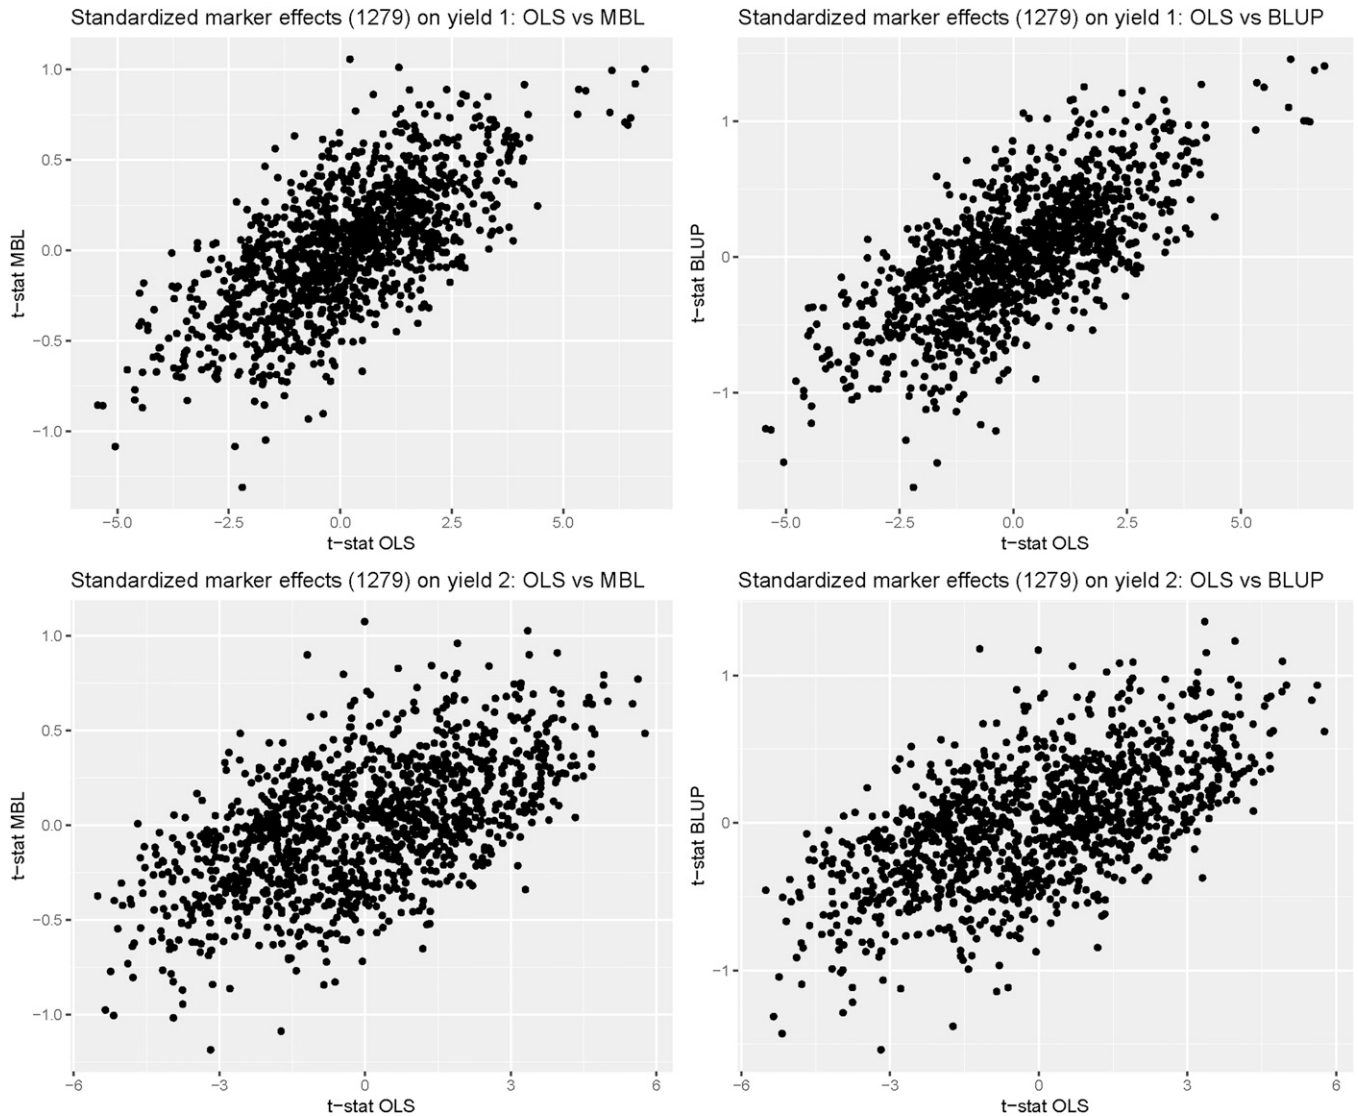 Standardized marker effects (1279) on yield 1: OLS vs MBL
1.0
0.5
0.0
−0.5
−1.0
t−stat MBL
−5.0 −2.5 0.0 2.5 5.0
t−stat OLS
Standardized marker effects (1279) on yield 1: OLS vs BLUP
1
0
−1
t−stat BLUP
−5.0 −2.5 0.0 2.5 5.0
t−stat OLS
Standardized marker effects (1279) on yield 2: OLS vs MBL
1.0
0.5
0.0
−0.5
−1.0
t−stat MBL
−6 −3 0 3 6
t−stat OLS
Standardized marker effects (1279) on yield 2: OLS vs BLUP
1
0
−1
t−stat BLUP
−6 −3 0 3 6
t−stat OLS